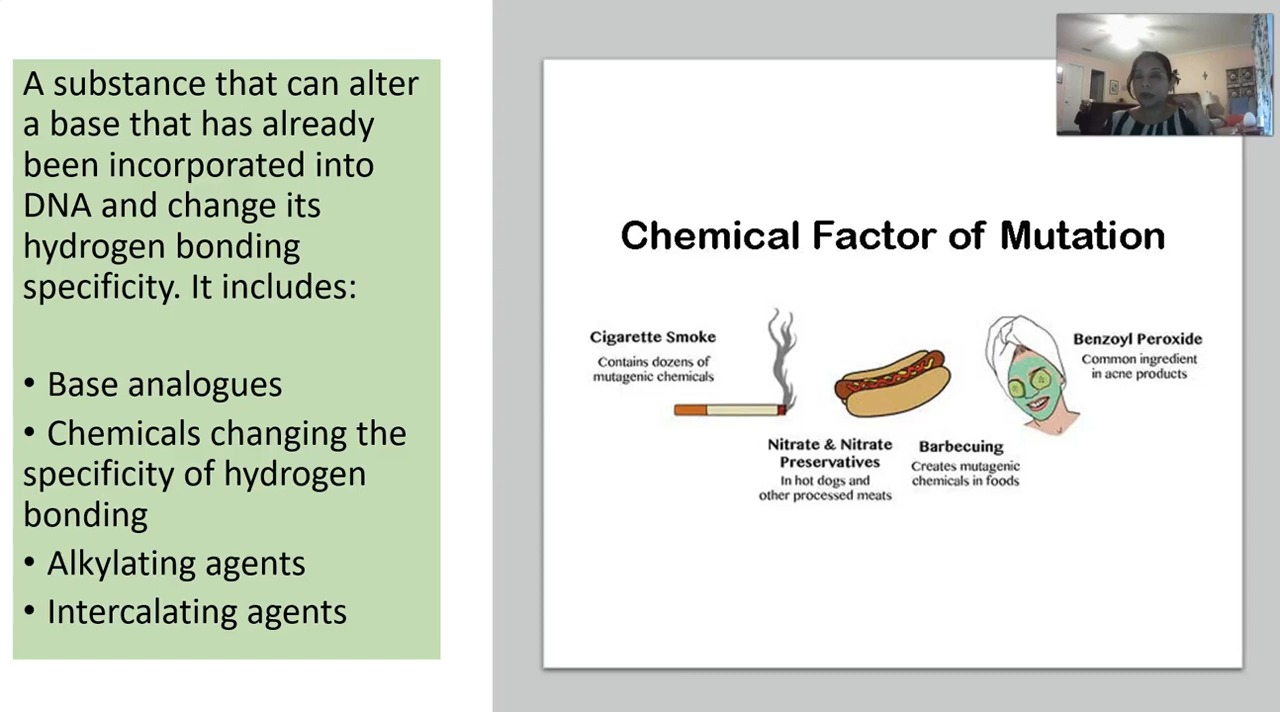 A substance that can alter
a base that has already
been incorporated into
DNA and change its
hydrogen bonding
specificity. It includes:
• Base analogues
• Chemicals changing the
specificity of hydrogen
bonding
• Alkylating agents
• Intercalating agents
Chemical Factor of Mutation
Cigarette Smoke
Contains dozens of
mutagenic chemicals
Nitrate & Nitrate
Preservatives
In hot dogs and
other processed meats
Barbecuing
Creates mutagenic
chemicals in foods
Benzoyl Peroxide
Common ingredient
in acne products